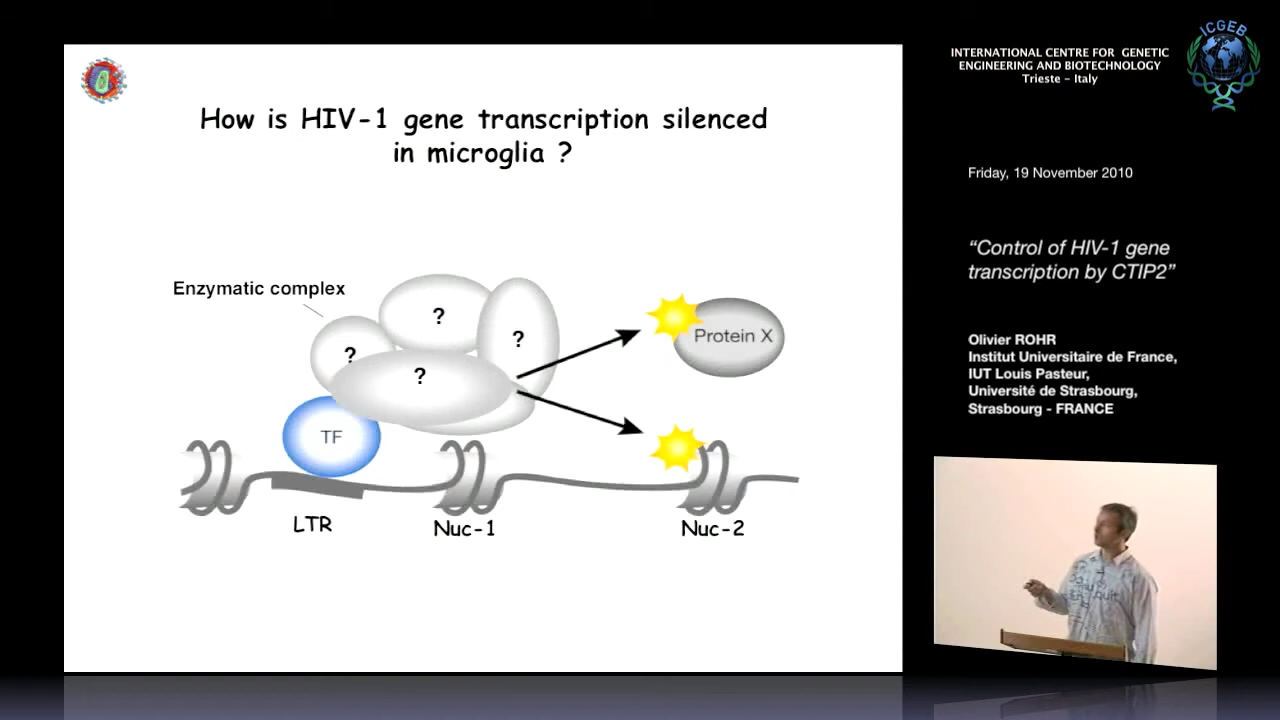 How is HIV-1 gene transcription silenced
in microglia ?
Enzymatic complex
?
?
?
?
Protein X
TF
LTR
Nuc-1
Nuc-2
ICGEB
INTERNATIONAL CENTRE FOR GENETIC
ENGINEERING AND BIOTECHNOLOGY
Trieste - Italy
Friday, 19 November 2010
“Control of HIV-1 gene
transcription by CTIP2”
Olivier ROHR
Institut Universitaire de France,
IUT Louis Pasteur,
Université de Strasbourg,
Strasbourg - FRANCE